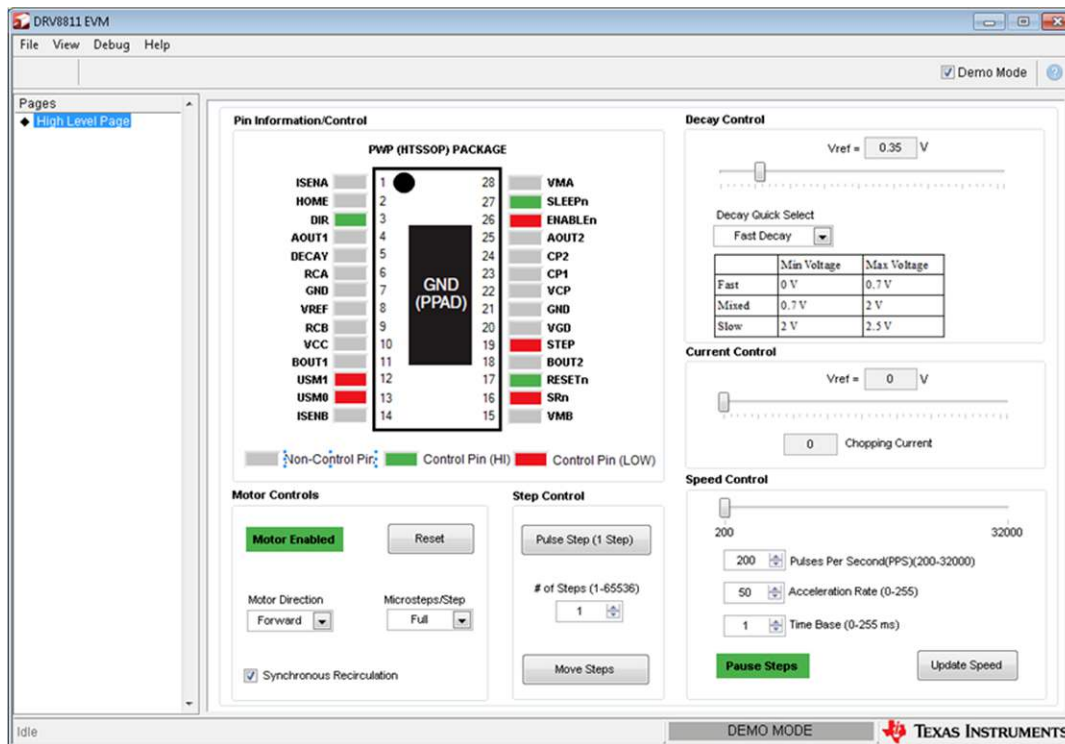 DRV8811 EVM
File View Debug Help
Demo Mode
Pages
High Level Page
Pin Information/Control
PWP (HTSSOP) PACKAGE
ISENA 1 28 VMA
HOME 2 27 SLEEPn
DIR 3 26 ENABLEn
AOUT1 4 25 AOUT2
DECAY 5 24 CP2
RCA 6 23 CP1
GND 7 22 VCP
VREF 8 21 GND
RCB 9 20 VGD
VCC 10 19 STEP
BOUT1 11 18 BOUT2
USM1 12 17 RESETn
USM0 13 16 SRn
ISENB 14 15 VMB
GND
(PPAD)
Non-Control Pin Control Pin (HI) Control Pin (LOW)
Decay Control
Vref = 0.35 V
Decay Quick Select
Fast Decay
Min Voltage Max Voltage
Fast 0 V 0.7 V
Mixed 0.7 V 2 V
Slow 2 V 2.5 V
Current Control
Vref = 0 V
0 Chopping Current
Motor Controls
Motor Enabled Reset
Motor Direction Microsteps/Step
Forward Full
Synchronous Recirculation
Step Control
Pulse Step (1 Step)
# of Steps (1-65536)
1
Move Steps
Speed Control
200 32000
200 Pulses Per Second(PPS)(200-32000)
50 Acceleration Rate (0-255)
1 Time Base (0-255 ms)
Pause Steps Update Speed
Idle DEMO MODE TEXAS INSTRUMENTS